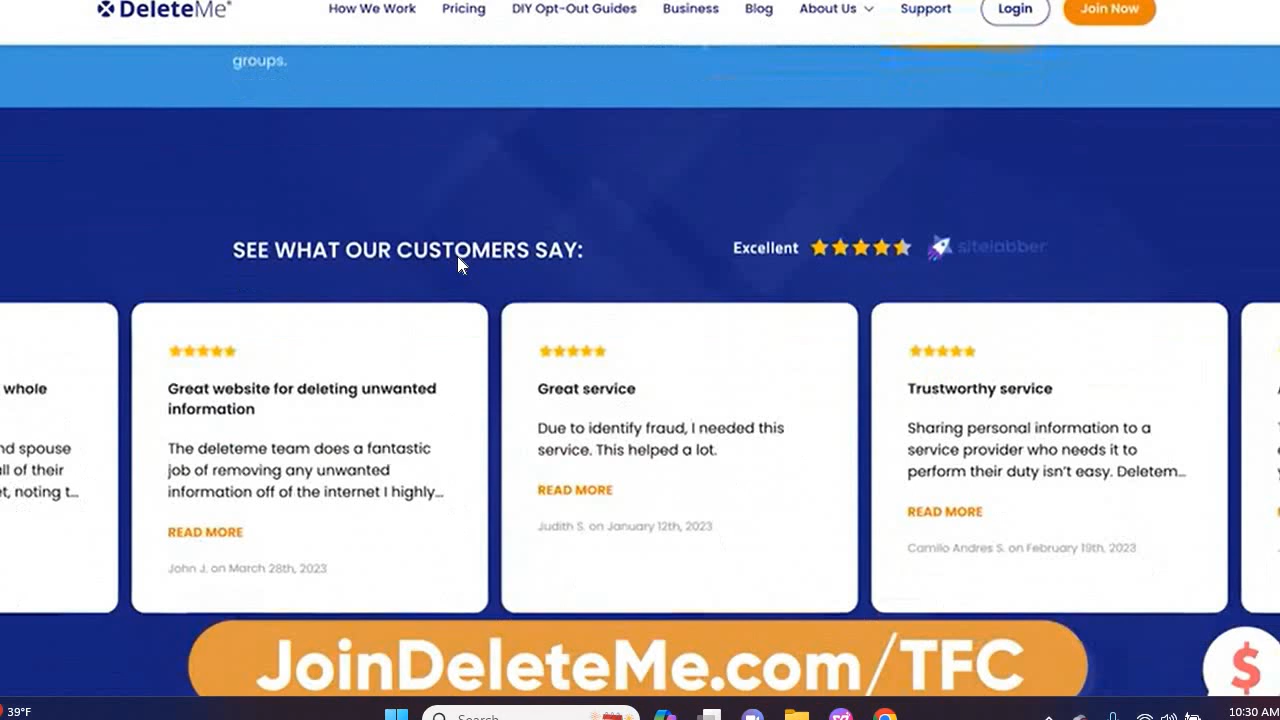 DeleteMe
How We Work
Pricing
DIY Opt-Out Guides
Business
Blog
About Us
Support
Login
Join Now
groups.
SEE WHAT OUR CUSTOMERS SAY:
Excellent
sitejabber
whole
nd spouse
all of their
et, noting t...
Great website for deleting unwanted
information
The deleteme team does a fantastic
job of removing any unwanted
information off of the internet I highly...
READ MORE
John J. on March 28th, 2023
Great service
Due to identify fraud, I needed this
service. This helped a lot.
READ MORE
Judith S. on January 12th, 2023
Trustworthy service
Sharing personal information to a
service provider who needs it to
perform their duty isn't easy. Deletem...
READ MORE
Camilo Andres S. on February 19th, 2023
JoinDeleteMe.com/TFC
$
39°F
Search
10:30 AM